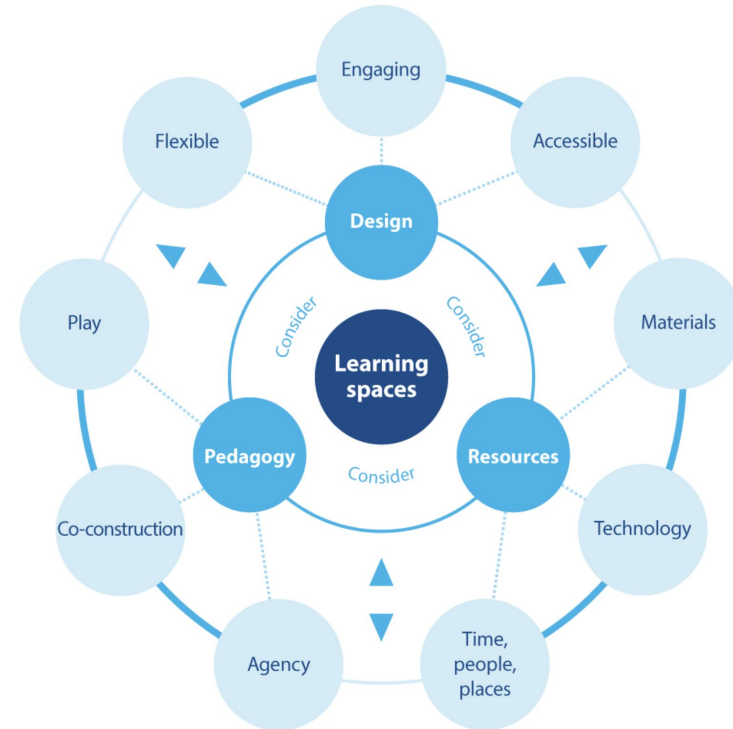 Engaging
Flexible
Accessible
Design
Play
Consider
Consider
Materials
Learning
spaces
Pedagogy
Consider
Resources
Co-construction
Technology
Agency
Time,
people,
places